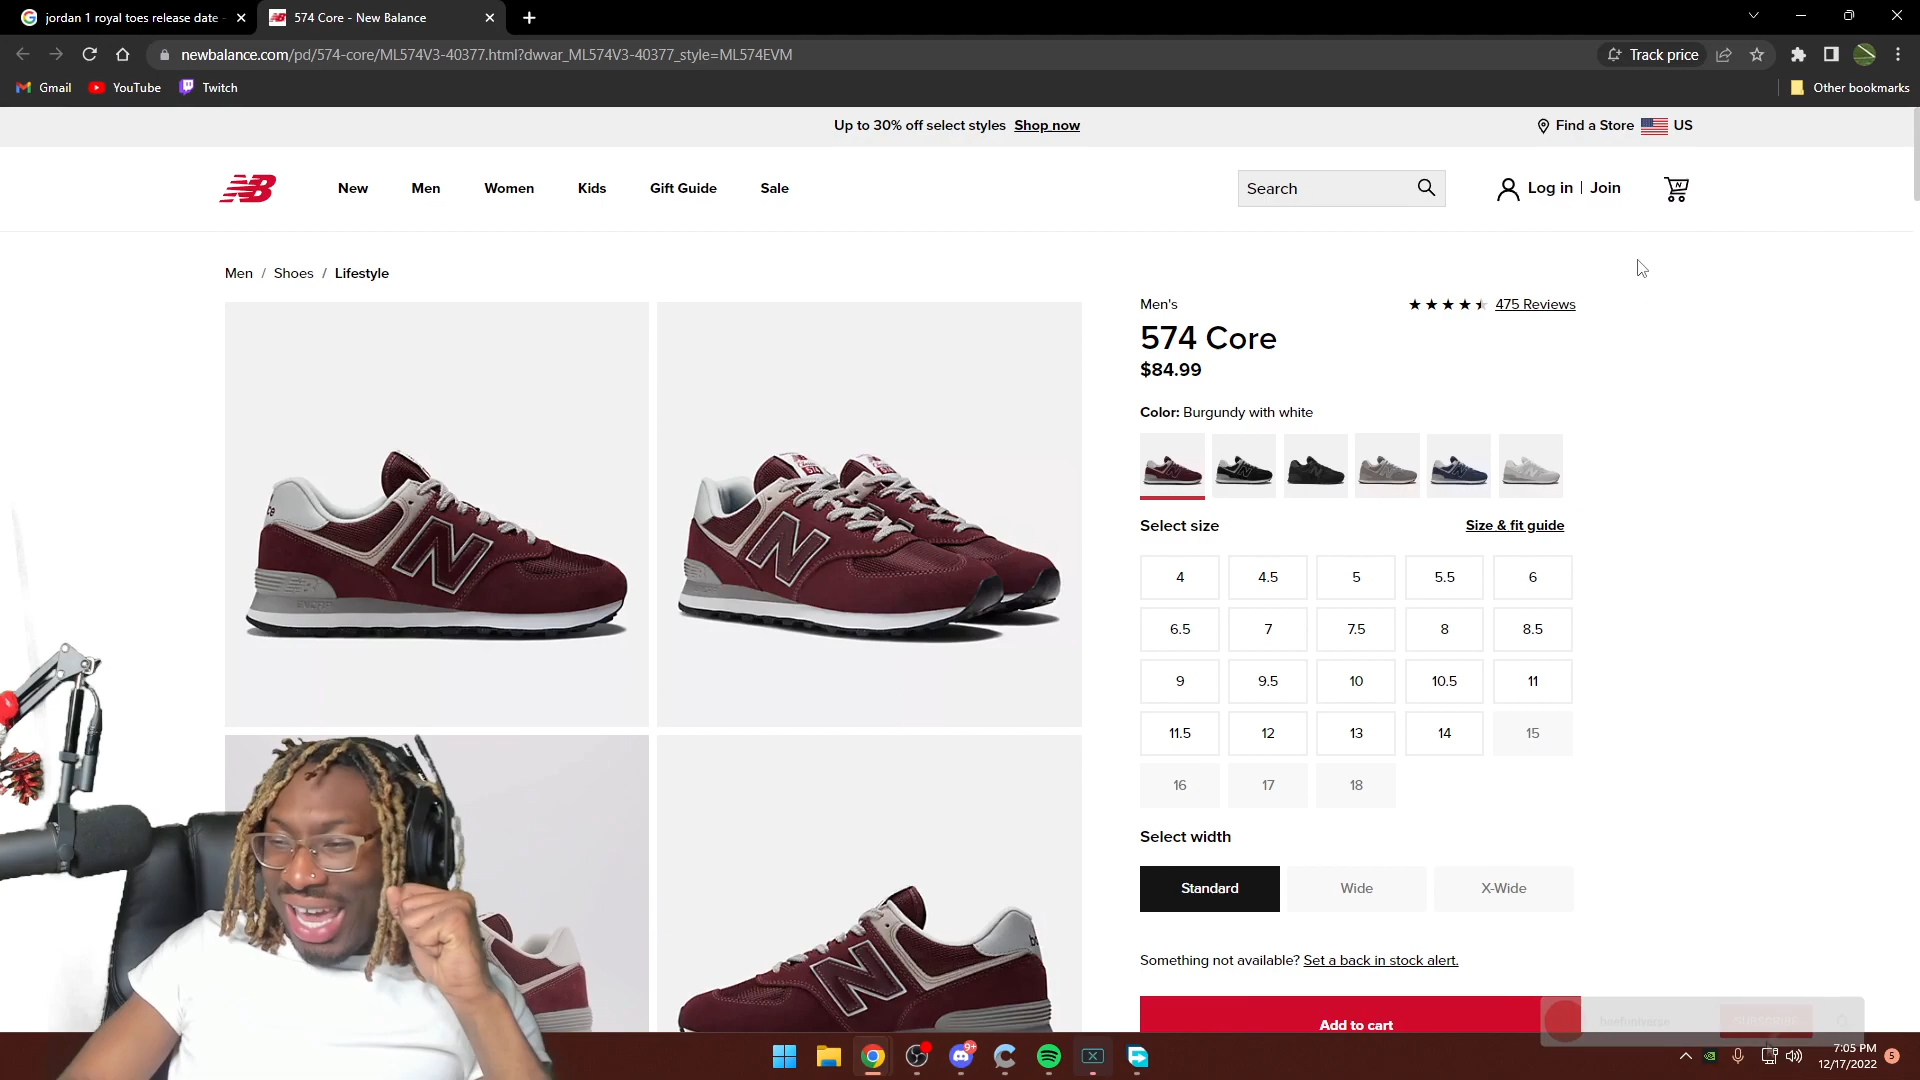 jordan 1 royal toes release date
574 Core - New Balance
newbalance.com/pd/574-core/ML574V3-40377.html?dwvar_ML574V3-40377_style=ML574EVM
Track price
Gmail
YouTube
Twitch
Other bookmarks
Up to 30% off select styles Shop now
Find a Store
US
New
Men
Women
Kids
Gift Guide
Sale
Search
Log in | Join
Men / Shoes / Lifestyle
Men's
475 Reviews
574 Core
$84.99
Color: Burgundy with white
Select size
Size & fit guide
4 4.5 5 5.5 6
6.5 7 7.5 8 8.5
9 9.5 10 10.5 11
11.5 12 13 14 15
16 17 18
Select width
Standard Wide X-Wide
Something not available? Set a back in stock alert.
Add to cart
9+
7:05 PM
12/17/2022
5